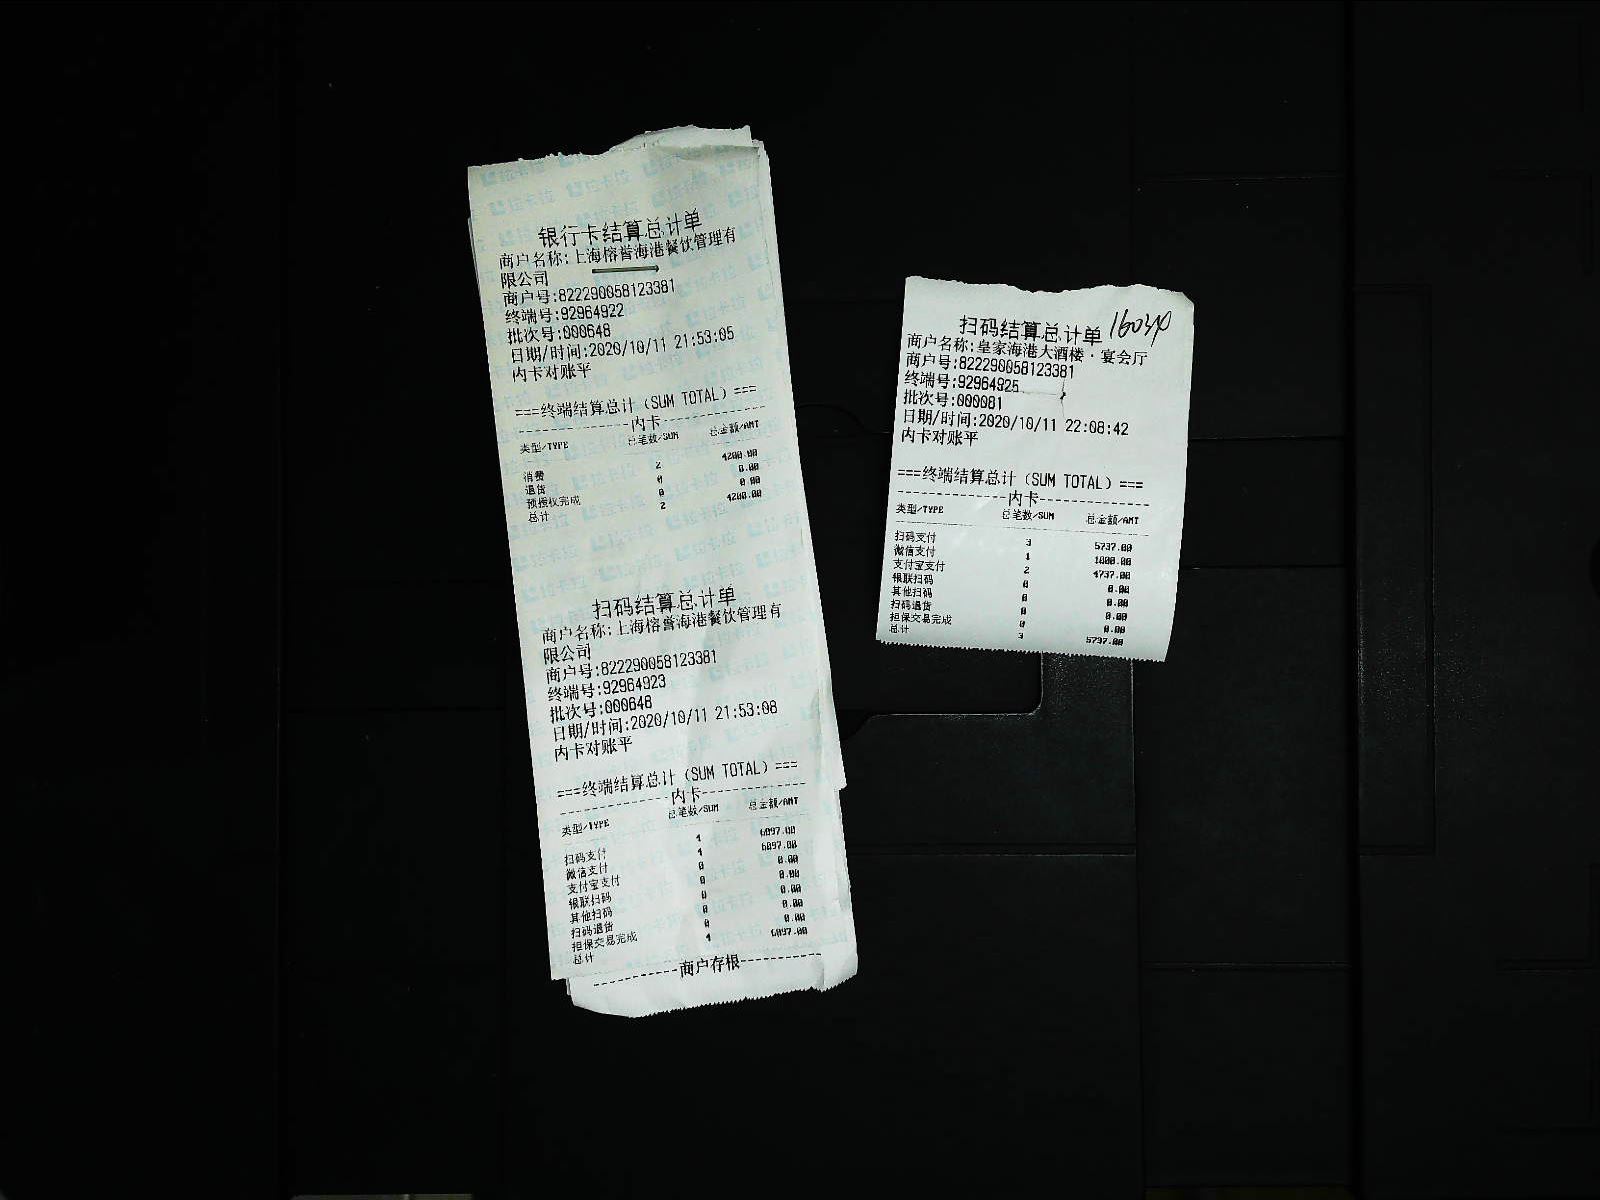 银行卡结算总计单
商户名称:上海榕誉海港餐饮管理有
限公司
商户号:822290058123381
终端号:92964922
批次号:000648
日期/时间:2020/10/11 21:53:05
内卡对账平
===终端结算总计（SUM TOTAL）===
内卡
类型/TYPE 总笔数/SUM 总金额/AMT
消费 2 4200.00
退货 0 0.00
预授权完成 0 0.00
总计 2 4200.00
扫码结算总计单
商户名称:上海榕誉海港餐饮管理有
限公司
商户号:822290058123381
终端号:92964923
批次号:000648
日期/时间:2020/10/11 21:53:08
内卡对账平
===终端结算总计（SUM TOTAL）===
内卡
类型/TYPE 总笔数/SUM 总金额/AMT
扫码支付 4 6097.00
微信支付 4 6097.00
支付宝支付 0 0.00
银联扫码 0 0.00
其他扫码 0 0.00
扫码退货 0 0.00
担保交易完成 0 0.00
总计 4 6097.00
商户存根
扫码结算总计单 16034
商户名称:皇家海港大酒楼·宴会厅
商户号:822290058123381
终端号:92964925
批次号:000081
日期/时间:2020/10/11 22:08:42
内卡对账平
===终端结算总计（SUM TOTAL）===
内卡
类型/TYPE 总笔数/SUM 总金额/AMT
扫码支付 3 5737.00
微信支付 1 1000.00
支付宝支付 2 4737.00
银联扫码 0 0.00
其他扫码 0 0.00
扫码退货 0 0.00
担保交易完成 0 0.00
总计 3 5737.00